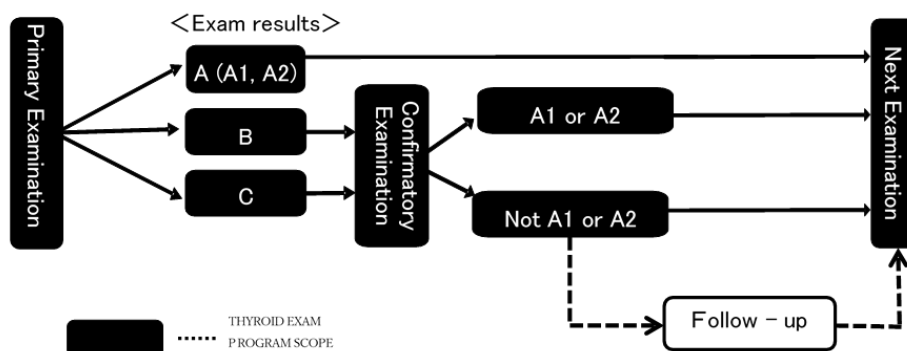 <Exam results>
Primary Examination
A (A1, A2)
B
C
Confirmatory
Examination
A1 or A2
Not A1 or A2
Next Examination
Follow – up
THYROID EXAM
PROGRAM SCOPE